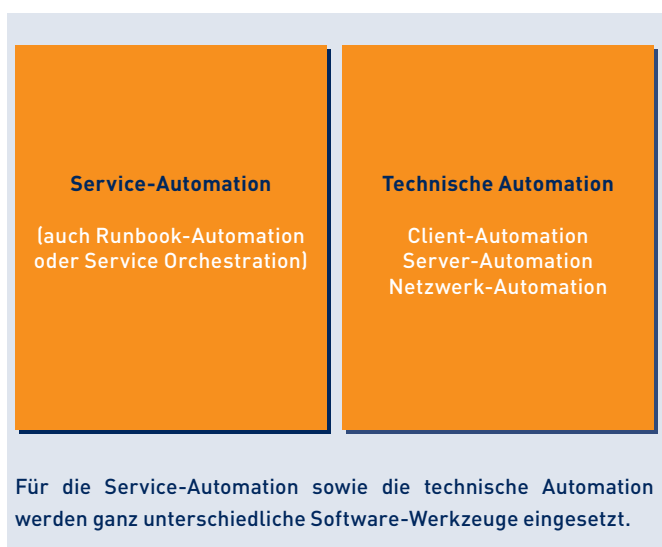 Service-Automation
(auch Runbook-Automation
oder Service Orchestration)
Technische Automation
Client-Automation
Server-Automation
Netzwerk-Automation
Für die Service-Automation sowie die technische Automation
werden ganz unterschiedliche Software-Werkzeuge eingesetzt.